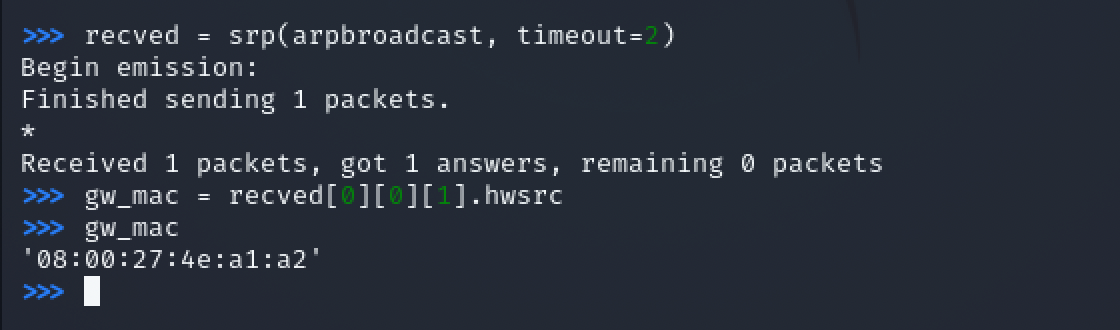 >>> recved = srp(arpbroadcast, timeout=2)
Begin emission:
Finished sending 1 packets.
*
Received 1 packets, got 1 answers, remaining 0 packets
>>> gw_mac = recved[0][0][1].hwsrc
>>> gw_mac
'08:00:27:4e:a1:a2'
>>>